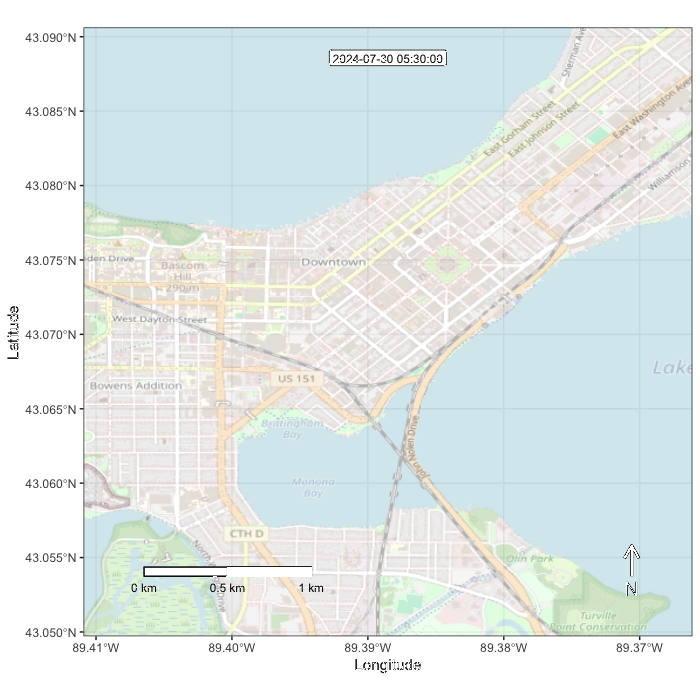 2024-07-30 05:30:00
43.090°N
43.085°N
43.080°N
43.075°N
43.070°N
43.065°N
43.060°N
43.055°N
43.050°N
Latitude
Sherman Ave
East Gorham Street
East Johnson Street
East Washington Ave
Williamson
Downtown
den Drive
Bascom
Hill
290 m
West Dayton Street
US 151
Bowens Addition
Lake
Brittingham
Bay
John Nolen Drive
Monona
Bay
CTH D
North
Drive
Olin Park
Turville
Point Conservation
0 km
0.5 km
1 km
N
89.41°W
89.40°W
89.39°W
89.38°W
89.37°W
Longitude